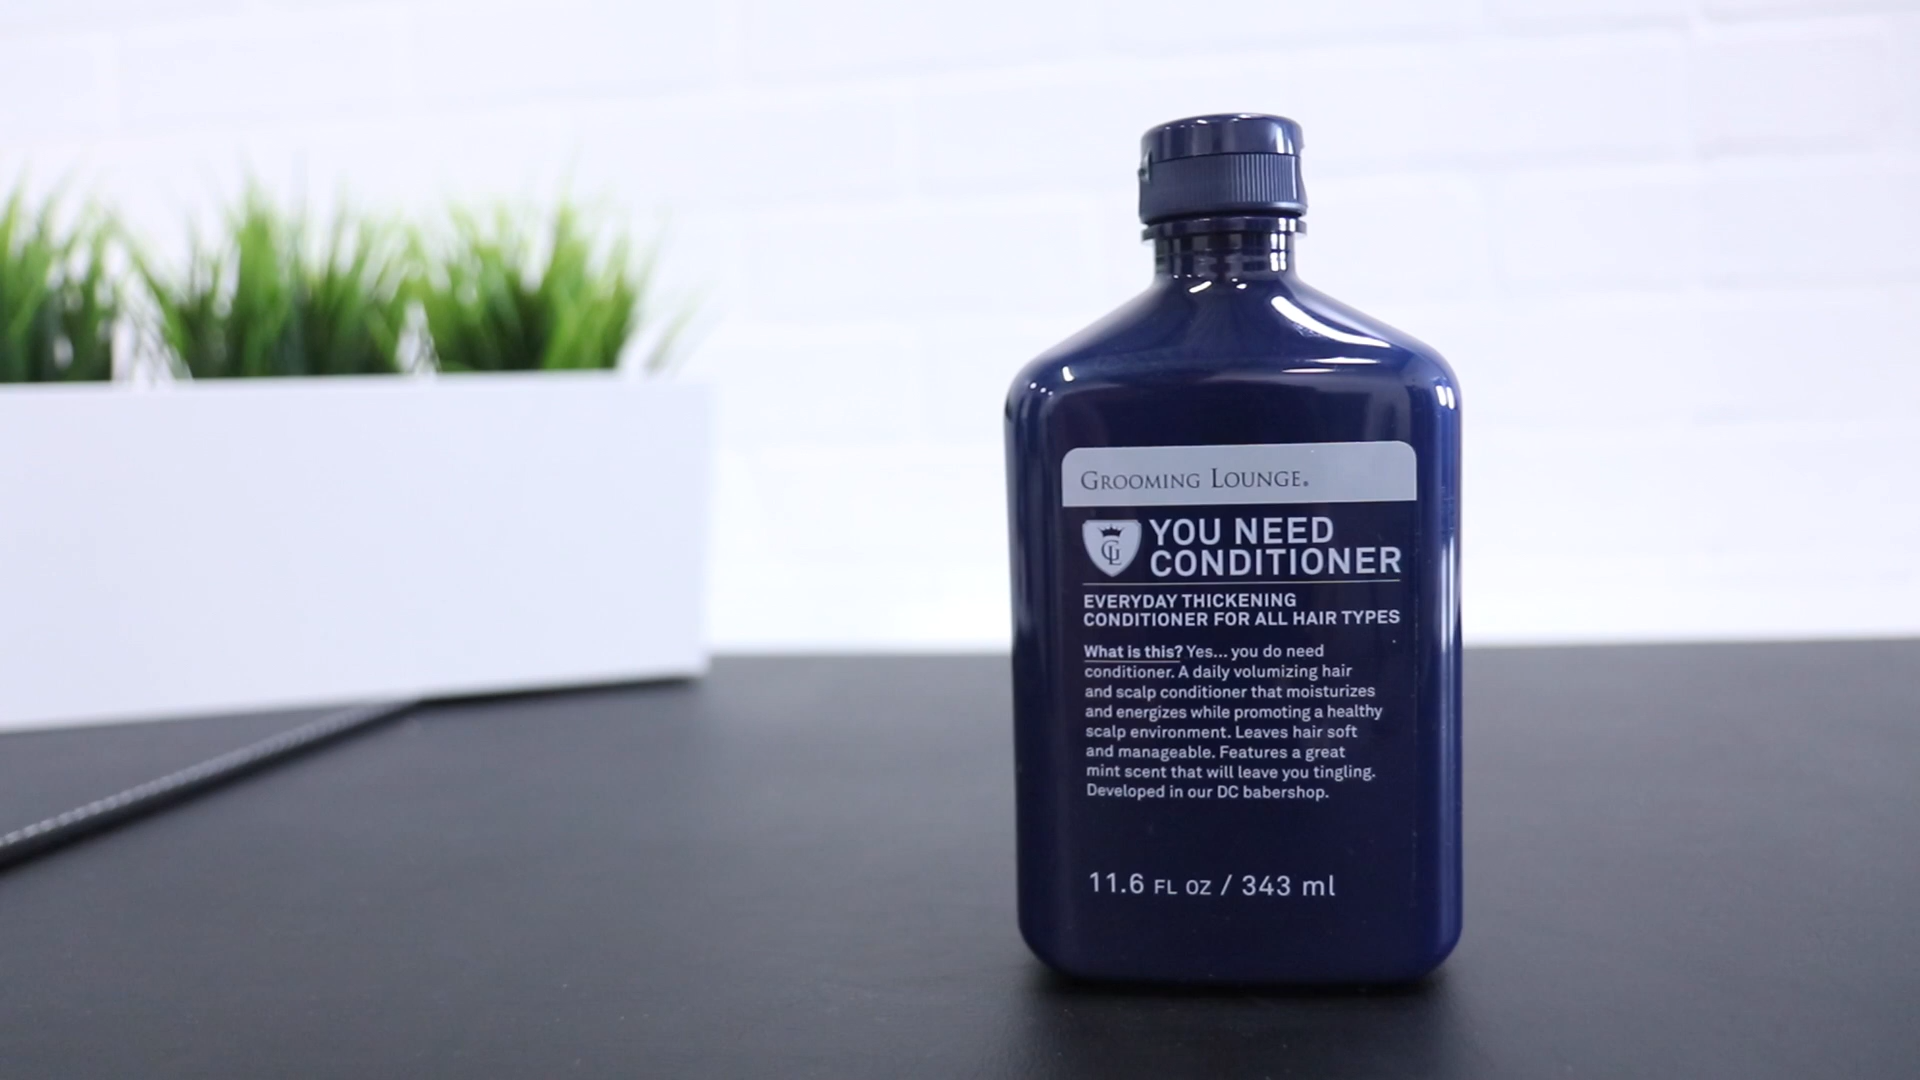 GROOMING LOUNGE®
GL
YOU NEED
CONDITIONER
EVERYDAY THICKENING
CONDITIONER FOR ALL HAIR TYPES
What is this? Yes... you do need
conditioner. A daily volumizing hair
and scalp conditioner that moisturizes
and energizes while promoting a healthy
scalp environment. Leaves hair soft
and manageable. Features a great
mint scent that will leave you tingling.
Developed in our DC babershop.
11.6 FL OZ / 343 ml